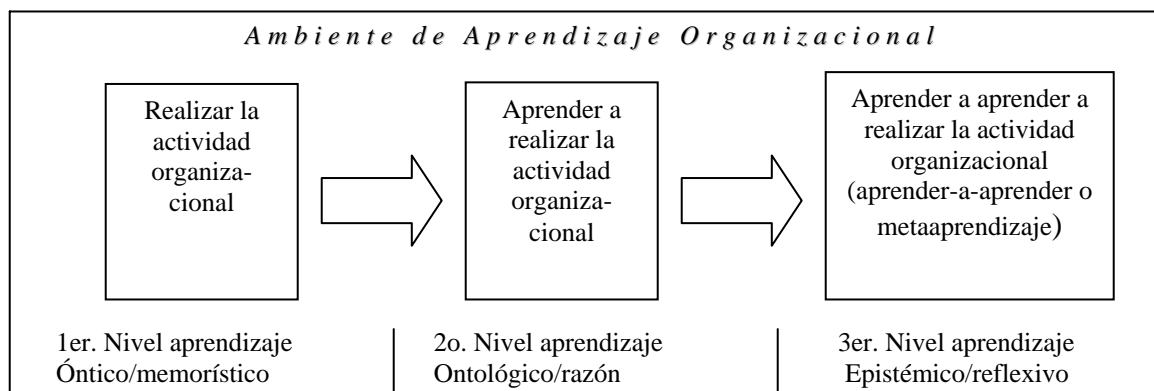 Ambiente de Aprendizaje Organizacional
Realizar la
actividad
organiza-
cional
Aprender a
realizar la
actividad
organiza-
cional
Aprender a aprender a
realizar la actividad
organizacional
(aprender-a-aprender o
metaaprendizaje)
1er. Nivel aprendizaje
Óntico/memorístico
2o. Nivel aprendizaje
Ontológico/razón
3er. Nivel aprendizaje
Epistémico/reflexivo